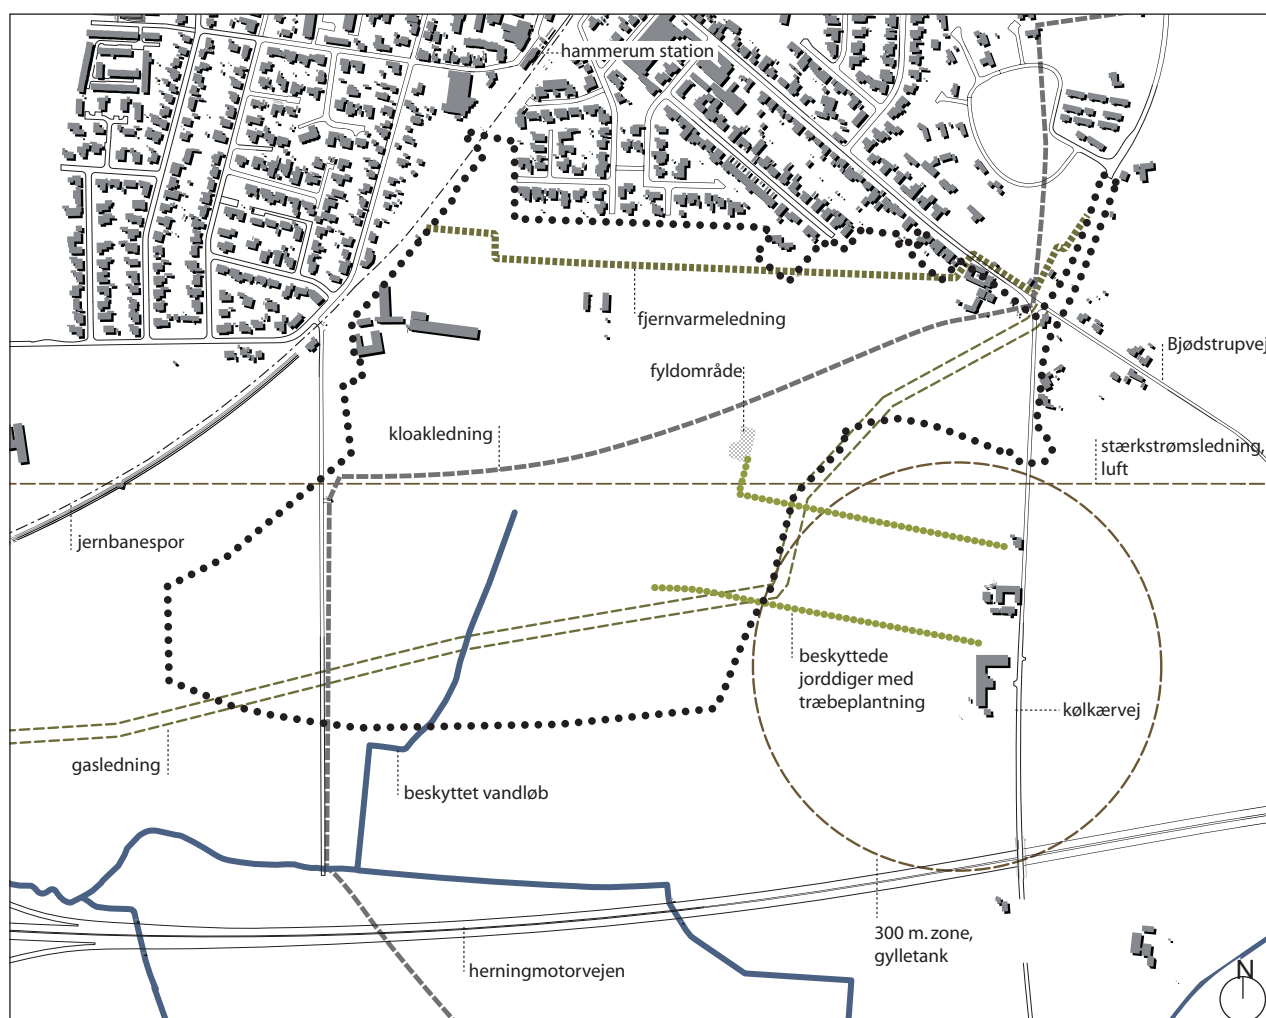 hammerum station
fjernvarmeledning
Bjødstrupvej
fyldområde
kloakledning
stærkstrømsledning,
luft
jernbanespor
beskyttede
jorddiger med
træbeplantning
kølkærvej
gasledning
beskyttet vandløb
300 m. zone,
gylletank
herningmotorvejen
N